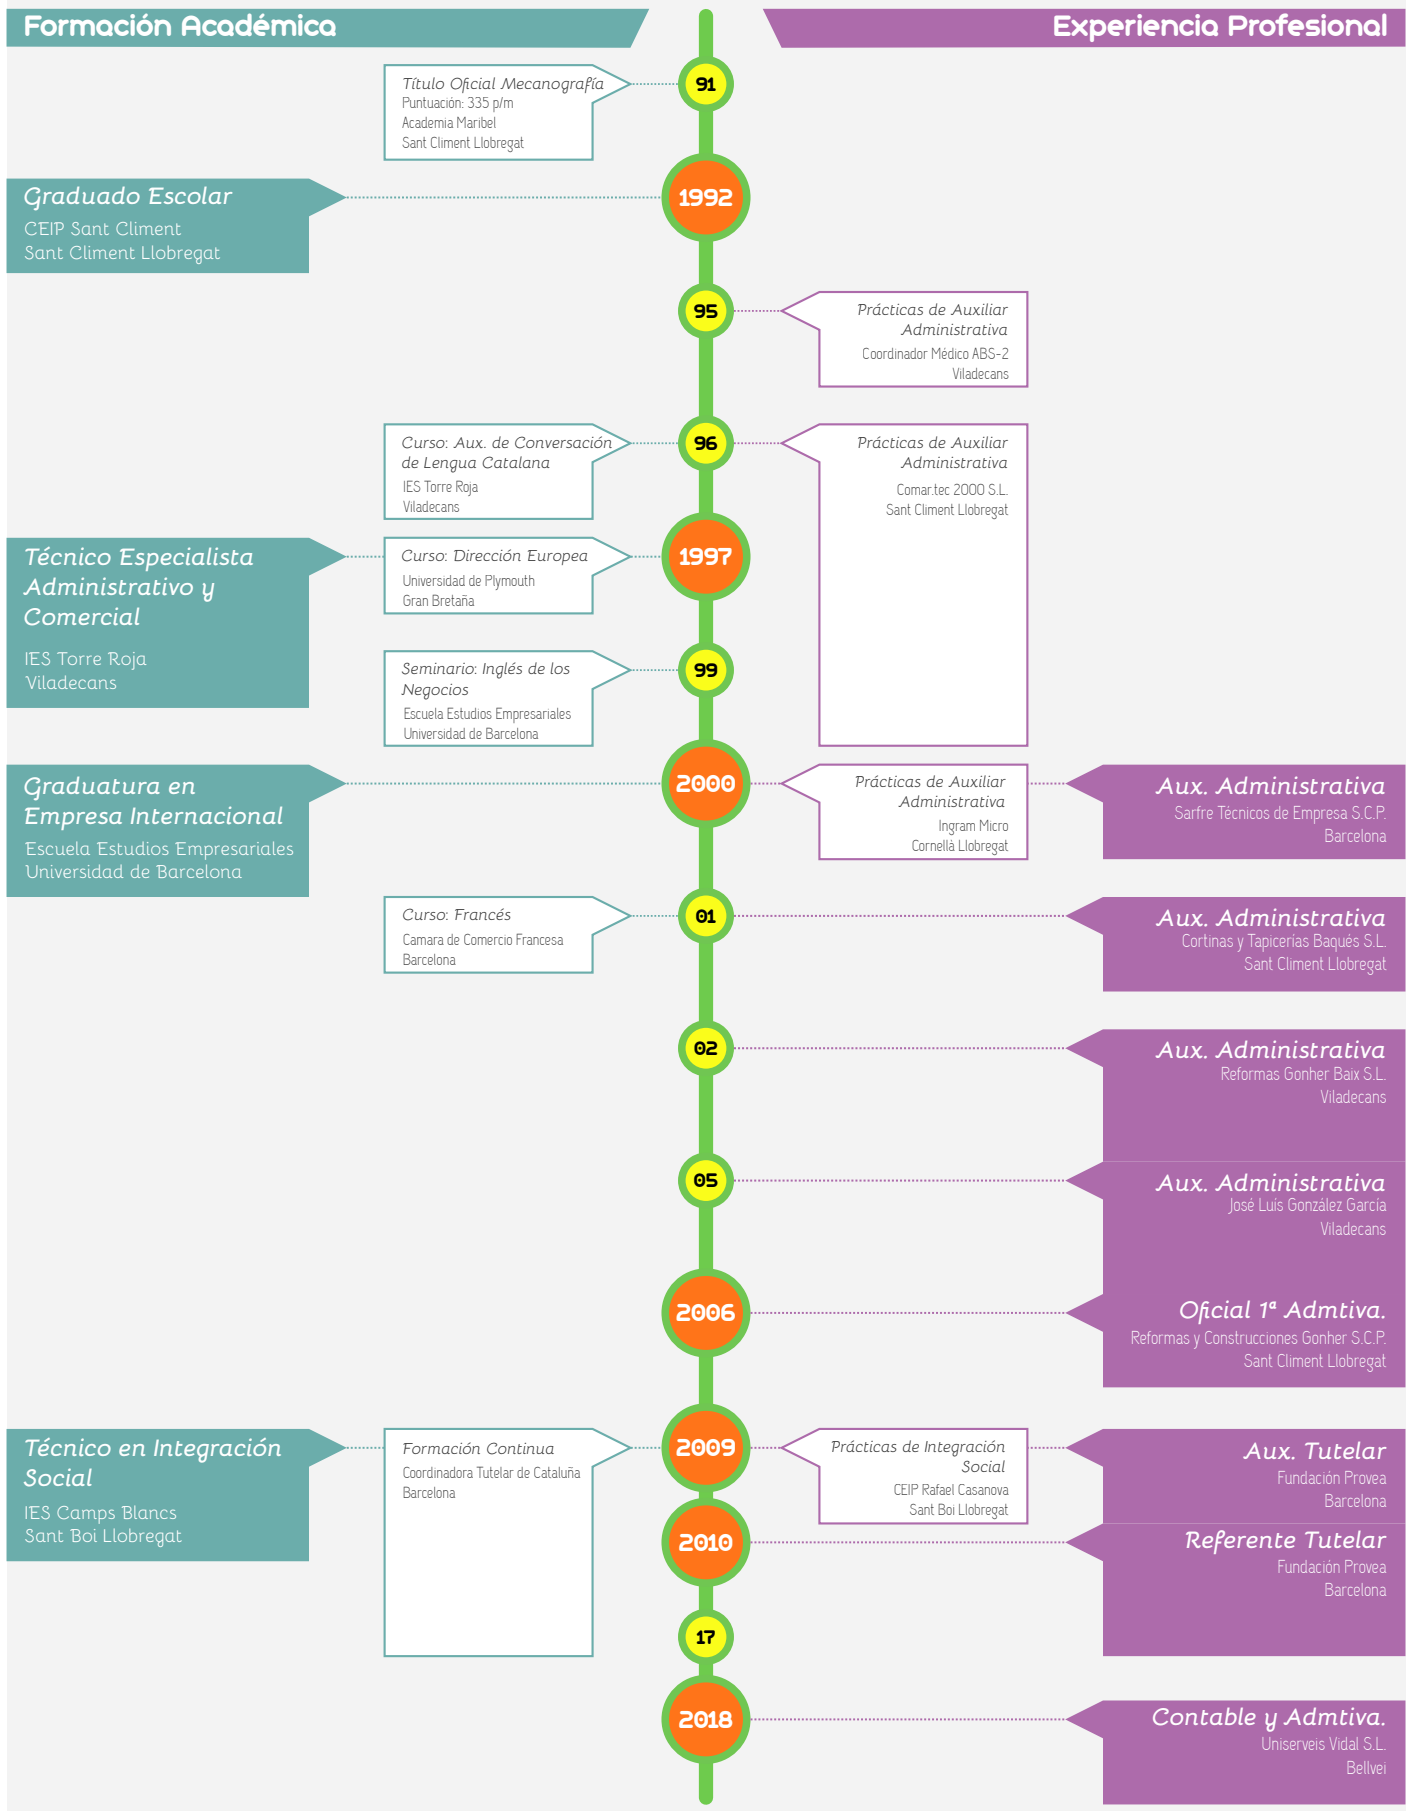 Formación Académica
Experiencia Profesional
91
Título Oficial Mecanografía
Puntuación: 335 p/m
Academia Maribel
Sant Climent Llobregat
1992
Graduado Escolar
CEIP Sant Climent
Sant Climent Llobregat
95
Prácticas de Auxiliar
Administrativa
Coordinador Médico ABS-2
Viladecans
96
Curso: Aux. de Conversación
de Lengua Catalana
IES Torre Roja
Viladecans
Prácticas de Auxiliar
Administrativa
Comar.tec 2000 S.L.
Sant Climent Llobregat
1997
Técnico Especialista
Administrativo y
Comercial
IES Torre Roja
Viladecans
Curso: Dirección Europea
Universidad de Plymouth
Gran Bretaña
99
Seminario: Inglés de los
Negocios
Escuela Estudios Empresariales
Universidad de Barcelona
2000
Graduatura en
Empresa Internacional
Escuela Estudios Empresariales
Universidad de Barcelona
Prácticas de Auxiliar
Administrativa
Ingram Micro
Cornellà Llobregat
Aux. Administrativa
Sarfre Técnicos de Empresa S.C.P.
Barcelona
01
Curso: Francés
Camara de Comercio Francesa
Barcelona
Aux. Administrativa
Cortinas y Tapicerías Baqués S.L.
Sant Climent Llobregat
02
Aux. Administrativa
Reformas Gonher Baix S.L.
Viladecans
05
Aux. Administrativa
José Luís González García
Viladecans
2006
Oficial 1ª Admtiva.
Reformas y Construcciones Gonher S.C.P.
Sant Climent Llobregat
2009
Técnico en Integración
Social
IES Camps Blancs
Sant Boi Llobregat
Formación Continua
Coordinadora Tutelar de Cataluña
Barcelona
Prácticas de Integración
Social
CEIP Rafael Casanova
Sant Boi Llobregat
Aux. Tutelar
Fundación Provea
Barcelona
2010
Referente Tutelar
Fundación Provea
Barcelona
17
2018
Contable y Admtiva.
Uniserveis Vidal S.L.
Bellvei